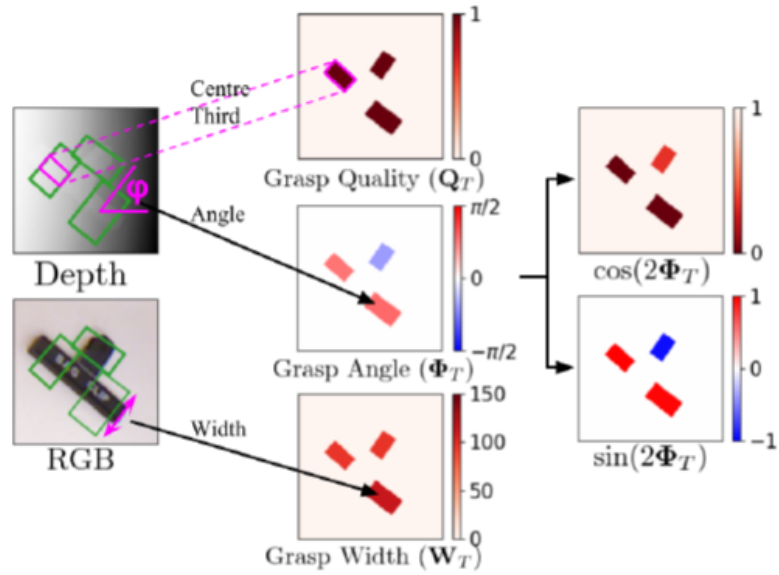 Centre
Third
1
0
Grasp Quality (Q_T)
φ
Depth
Angle
π/2
0
−π/2
Grasp Angle (Φ_T)
1
0
cos(2Φ_T)
1
0
−1
sin(2Φ_T)
RGB
Width
150
100
50
0
Grasp Width (W_T)